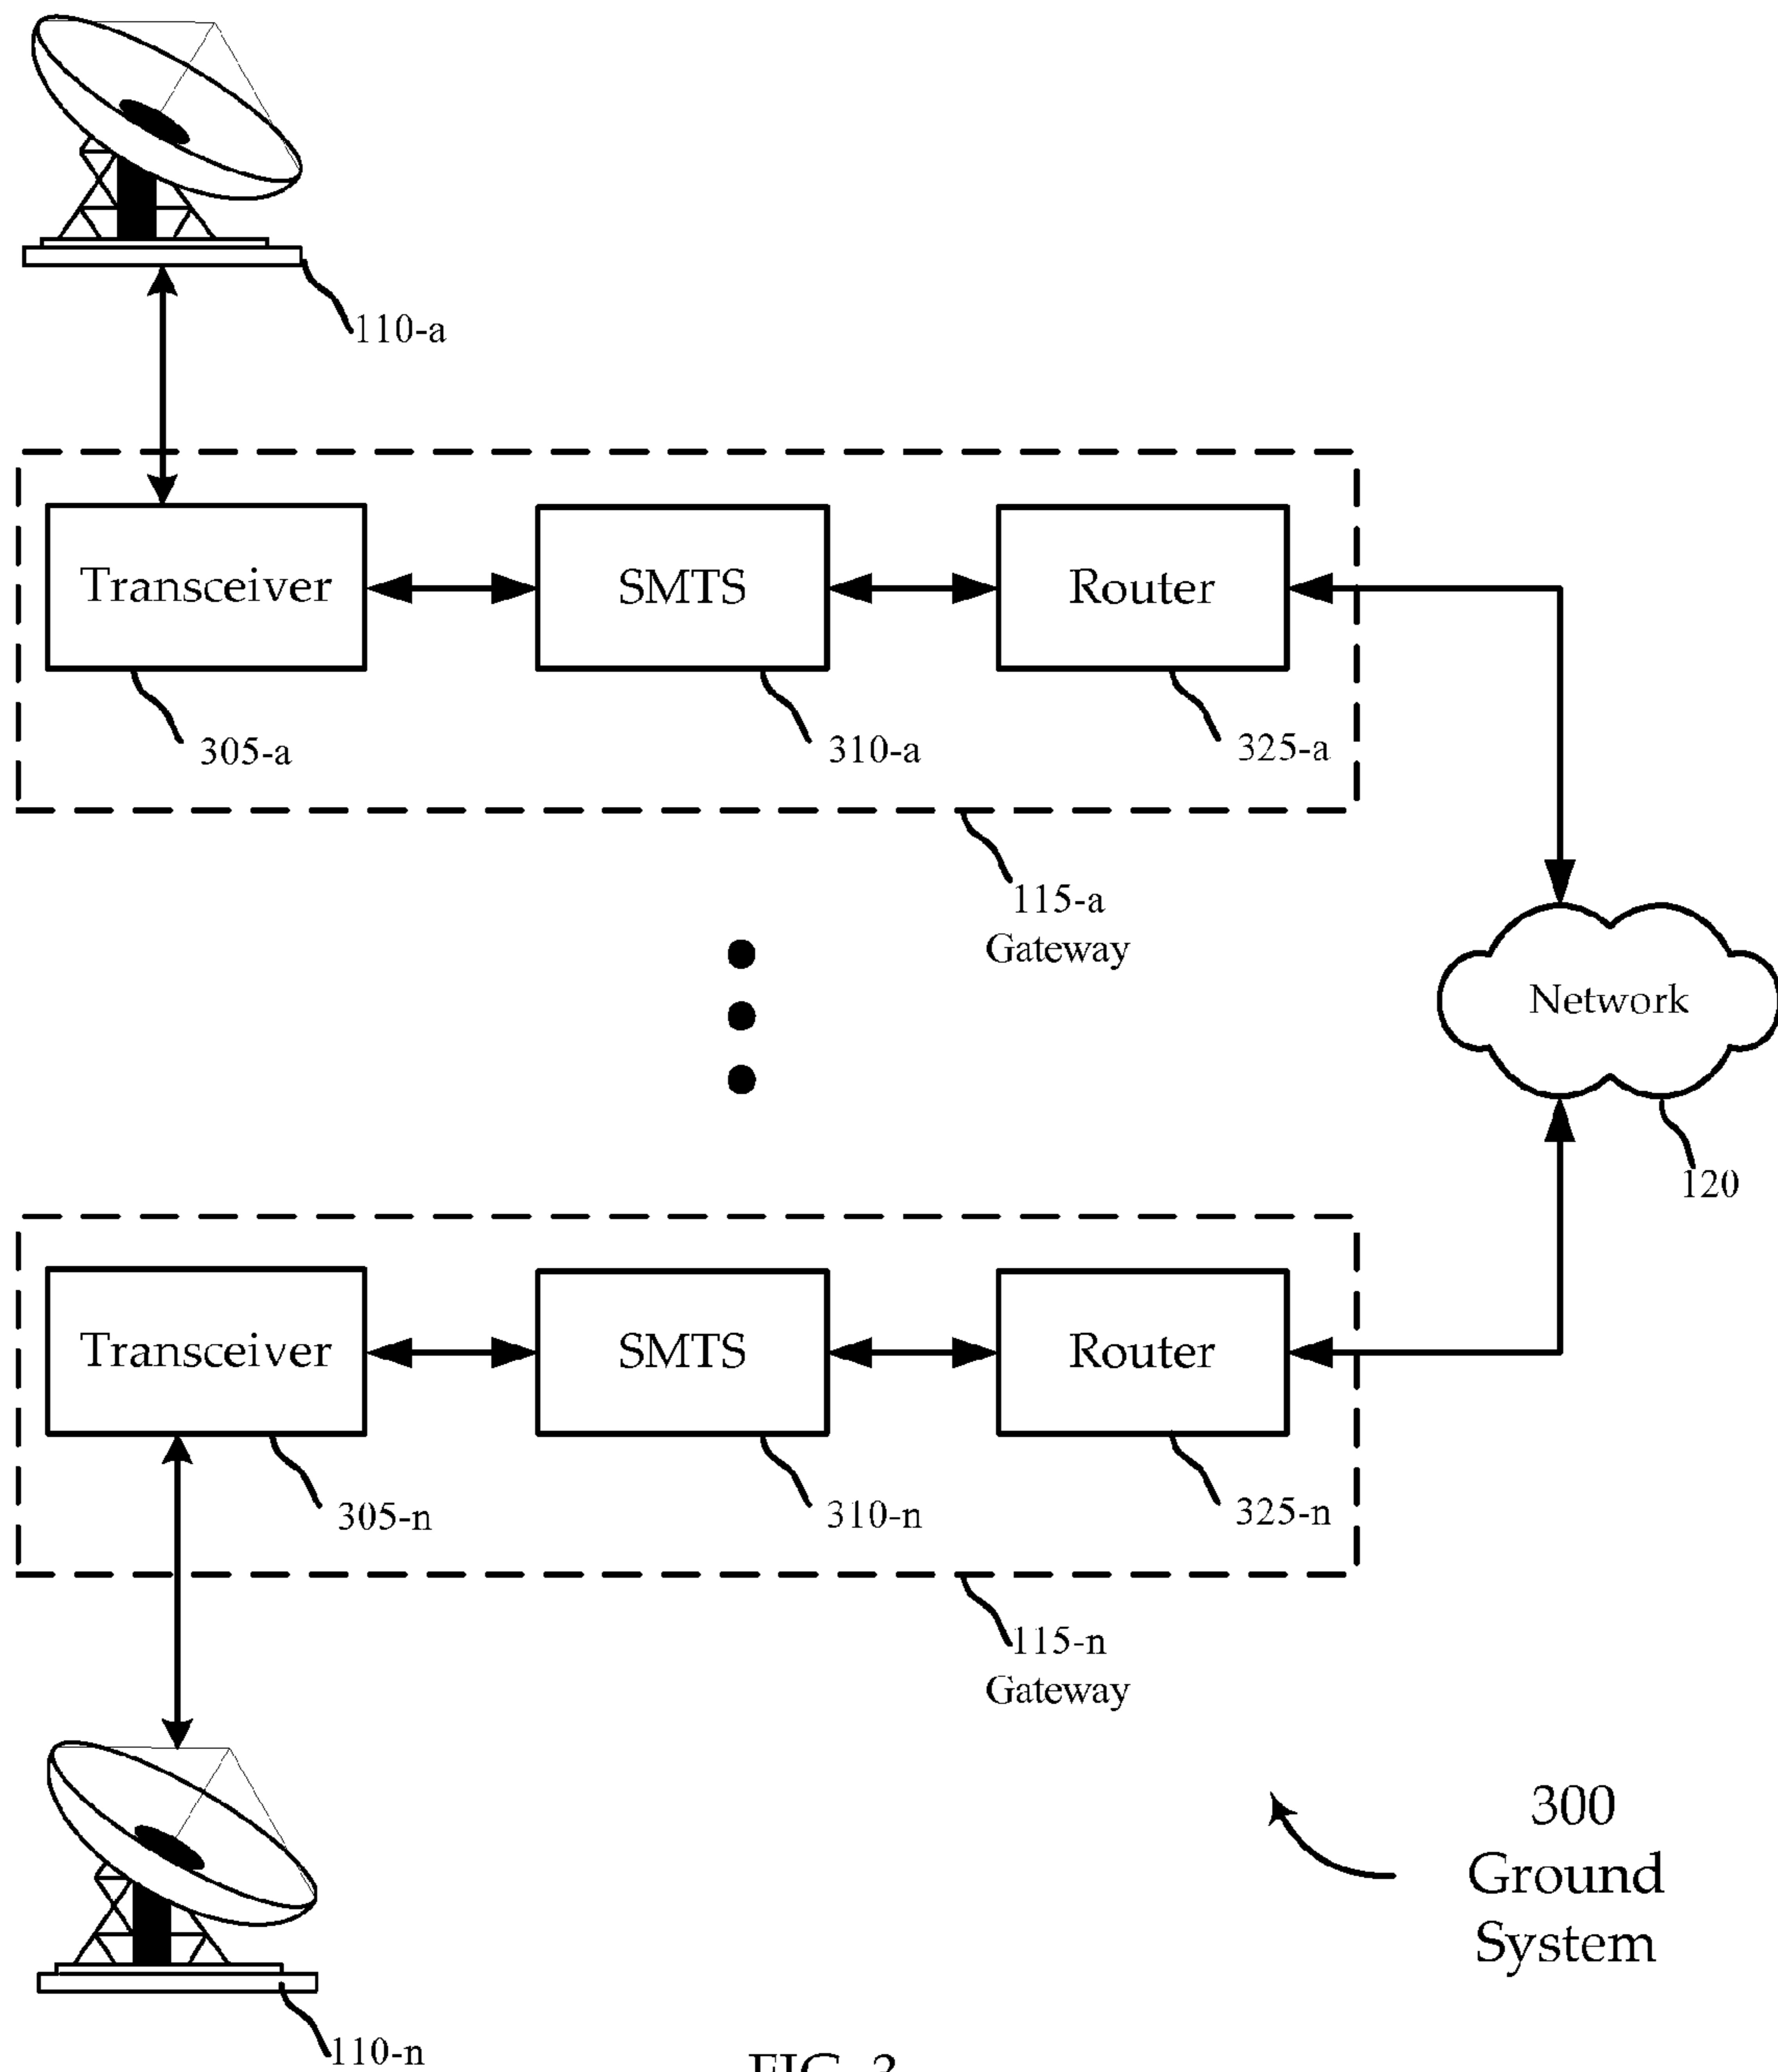 110-a
Transceiver
SMTS
Router
305-a
310-a
325-a
115-a
Gateway
Network
120
Transceiver
SMTS
Router
305-n
310-n
325-n
115-n
Gateway
300
Ground
System
110-n
FIG.